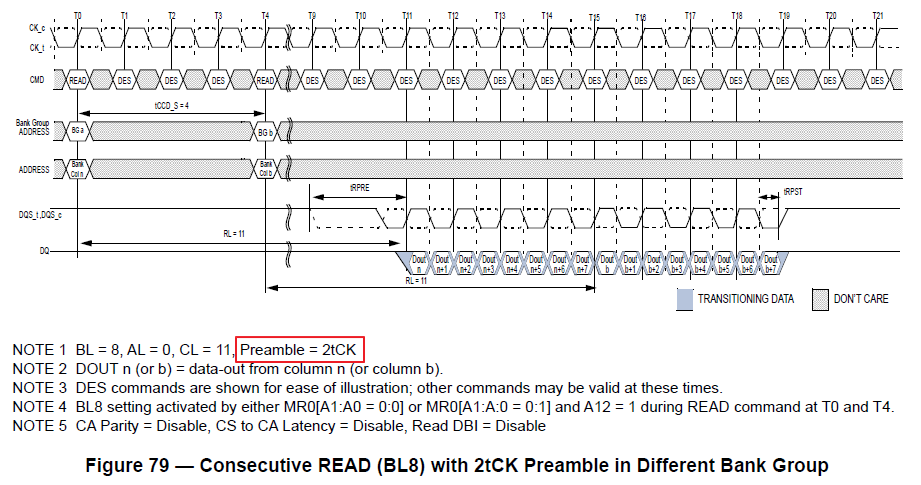 T0 T1 T2 T3 T4 T9 T10 T11 T12 T13 T14 T15 T16 T17 T18 T19 T20 T21
CK_c
CK_t
CMD READ DES DES DES READ DES DES DES DES DES DES DES DES DES DES DES DES DES
tCCD_S = 4
Bank Group
ADDRESS BG a BG b
ADDRESS Bank Col n Bank Col b
tRPRE tRPST
DQS_t ,DQS_c
RL = 11
DQ Dout n Dout n+1 Dout n+2 Dout n+3 Dout n+4 Dout n+5 Dout n+6 Dout n+7 Dout b Dout b+1 Dout b+2 Dout b+3 Dout b+4 Dout b+5 Dout b+6 Dout b+7
RL = 11
TRANSITIONING DATA DON'T CARE
NOTE 1 BL = 8, AL = 0, CL = 11, Preamble = 2tCK
NOTE 2 DOUT n (or b) = data-out from column n (or column b).
NOTE 3 DES commands are shown for ease of illustration; other commands may be valid at these times.
NOTE 4 BL8 setting activated by either MR0[A1:A0 = 0:0] or MR0[A1:A:0 = 0:1] and A12 = 1 during READ command at T0 and T4.
NOTE 5 CA Parity = Disable, CS to CA Latency = Disable, Read DBI = Disable
Figure 79 — Consecutive READ (BL8) with 2tCK Preamble in Different Bank Group